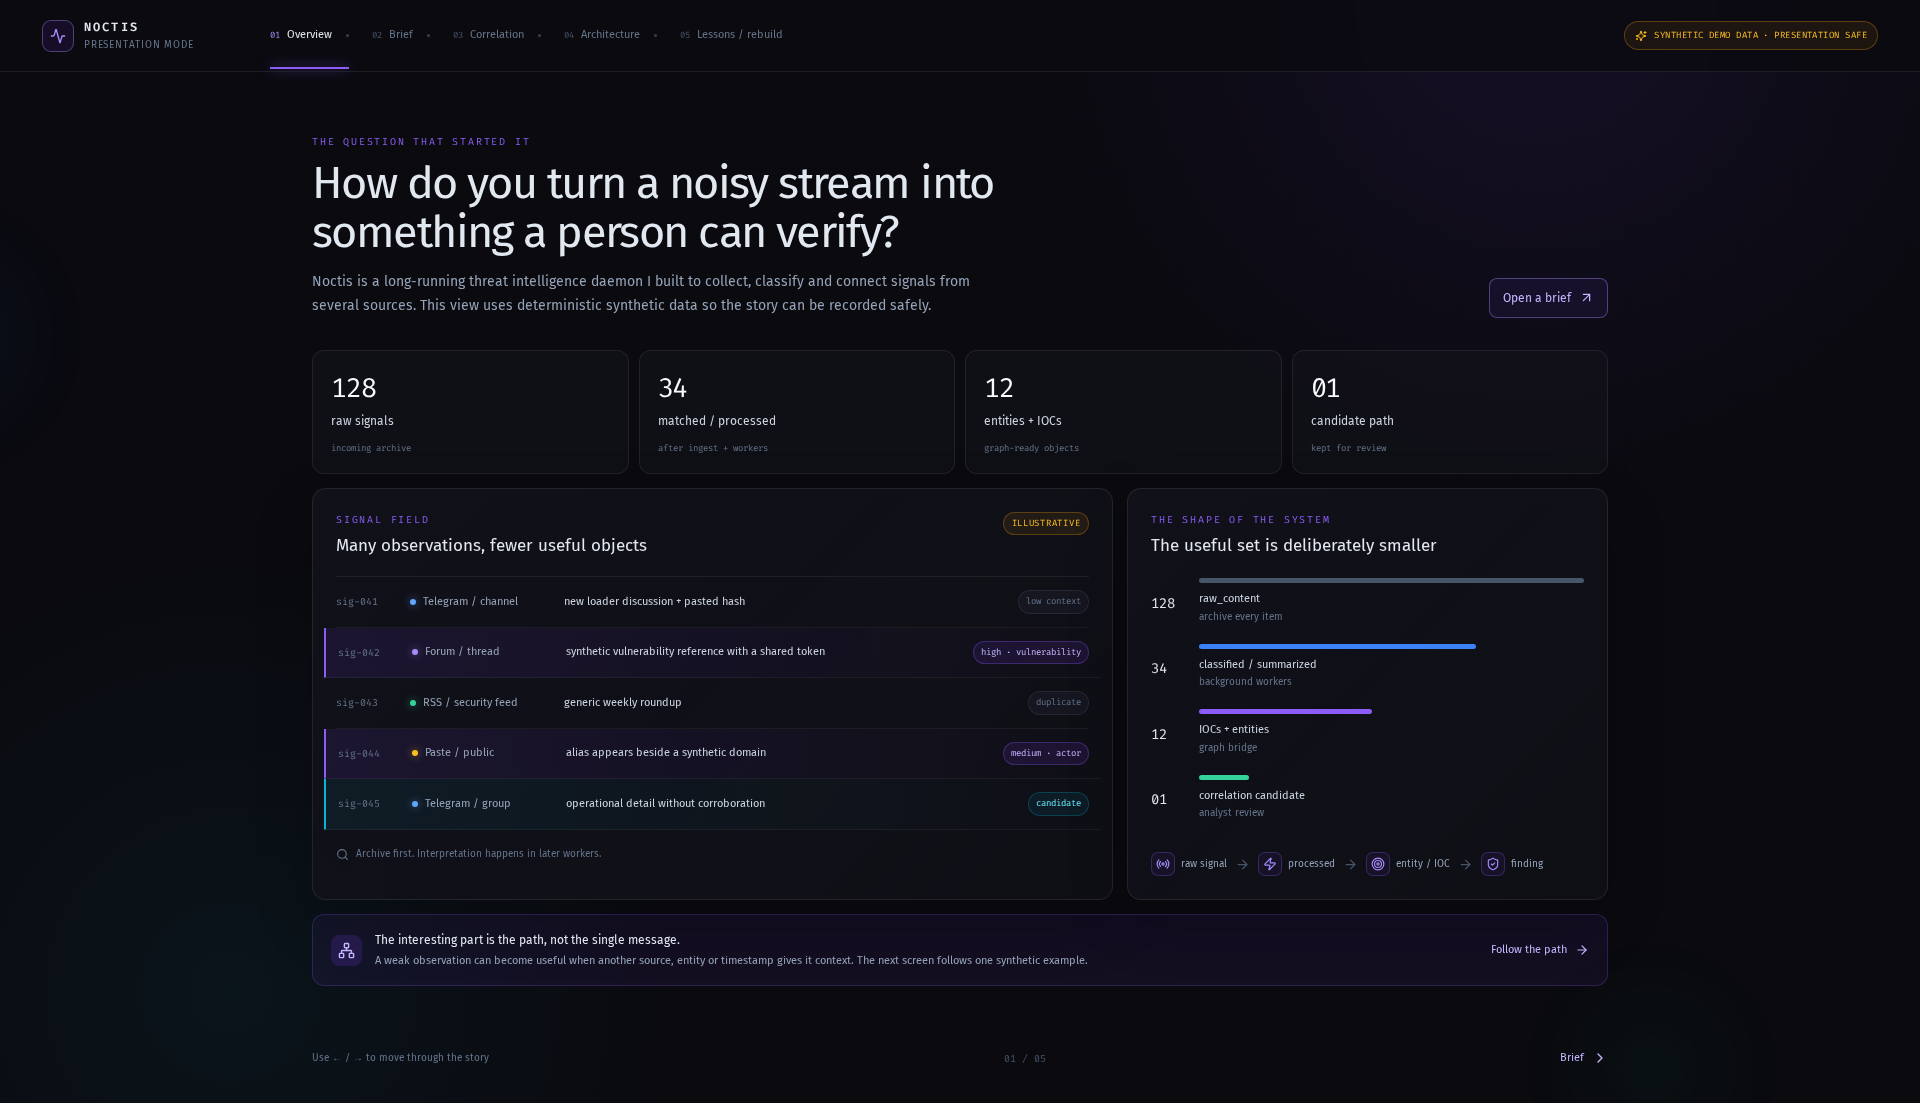 NOCTIS
PRESENTATION MODE
01 Overview
02 Brief
03 Correlation
04 Architecture
05 Lessons / rebuild
SYNTHETIC DEMO DATA · PRESENTATION SAFE
THE QUESTION THAT STARTED IT
How do you turn a noisy stream into
something a person can verify?
Noctis is a long-running threat intelligence daemon I built to collect, classify and connect signals from
several sources. This view uses deterministic synthetic data so the story can be recorded safely.
Open a brief
128
raw signals
incoming archive
34
matched / processed
after ingest + workers
12
entities + IOCs
graph-ready objects
01
candidate path
kept for review
SIGNAL FIELD
Many observations, fewer useful objects
ILLUSTRATIVE
sig-041 Telegram / channel new loader discussion + pasted hash low context
sig-042 Forum / thread synthetic vulnerability reference with a shared token high · vulnerability
sig-043 RSS / security feed generic weekly roundup duplicate
sig-044 Paste / public alias appears beside a synthetic domain medium · actor
sig-045 Telegram / group operational detail without corroboration candidate
Archive first. Interpretation happens in later workers.
THE SHAPE OF THE SYSTEM
The useful set is deliberately smaller
128
raw_content
archive every item
34
classified / summarized
background workers
12
IOCs + entities
graph bridge
01
correlation candidate
analyst review
raw signal → processed → entity / IOC → finding
The interesting part is the path, not the single message.
A weak observation can become useful when another source, entity or timestamp gives it context. The next screen follows one synthetic example.
Follow the path →
Use ← / → to move through the story
01 / 05
Brief